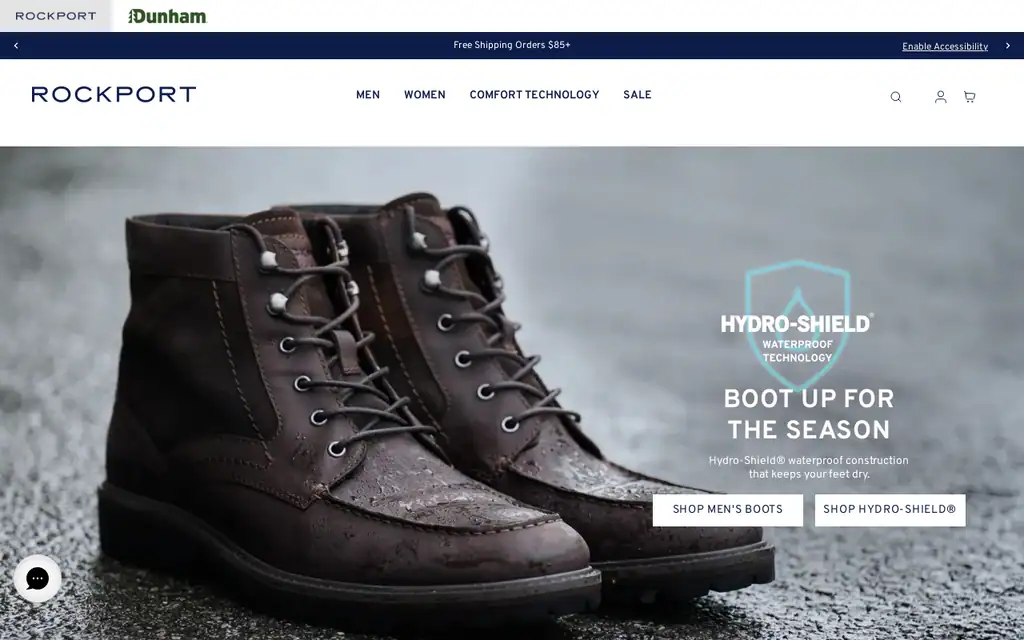 ROCKPORT
Dunham
Free Shipping Orders $85+
Enable Accessibility
ROCKPORT
MEN
WOMEN
COMFORT TECHNOLOGY
SALE
HYDRO-SHIELD®
WATERPROOF
TECHNOLOGY
BOOT UP FOR
THE SEASON
Hydro-Shield® waterproof construction
that keeps your feet dry.
SHOP MEN'S BOOTS
SHOP HYDRO-SHIELD®